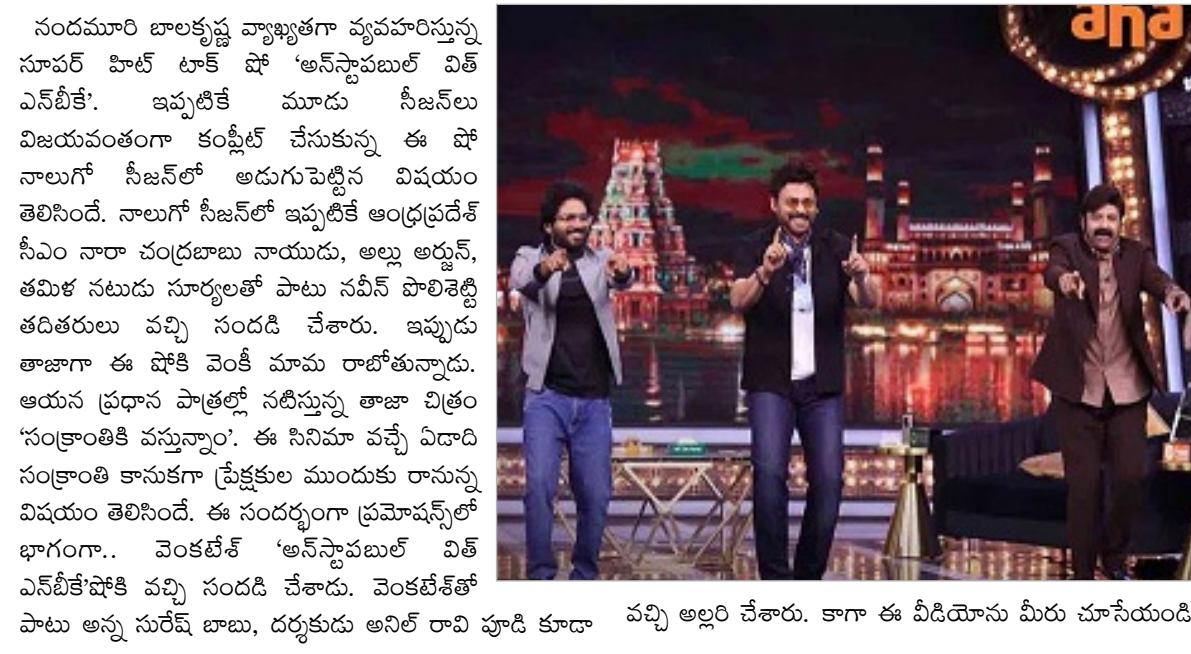 నందమూరి బాలకృష్ణ వ్యాఖ్యతగా వ్యవహరిస్తున్న
సూపర్ హిట్ టాక్ షో ‘అన్‌స్టాపబుల్ విత్
ఎన్‌బీకే’. ఇప్పటికే మూడు సీజన్‌లు
విజయవంతంగా కంప్లీట్ చేసుకున్న ఈ షో
నాలుగో సీజన్‌లో అడుగుపెట్టిన విషయం
తెలిసిందే. నాలుగో సీజన్‌లో ఇప్పటికే ఆంధ్రప్రదేశ్
సీఎం నారా చంద్రబాబు నాయుడు, అల్లు అర్జున్,
తమిళ నటుడు సూర్యలతో పాటు నవీన్ పొలిశెట్టి
తదితరులు వచ్చి సందడి చేశారు. ఇప్పుడు
తాజాగా ఈ షోకి వెంకీ మామ రాబోతున్నాడు.
ఆయన ప్రధాన పాత్రల్లో నటిస్తున్న తాజా చిత్రం
‘సంక్రాంతికి వస్తున్నాం’. ఈ సినిమా వచ్చే ఏడాది
సంక్రాంతి కానుకగా ప్రేక్షకుల ముందుకు రానున్న
విషయం తెలిసిందే. ఈ సందర్భంగా ప్రమోషన్స్‌లో
భాగంగా.. వెంకటేశ్ ‘అన్‌స్టాపబుల్ విత్
ఎన్‌బీకే’షోకి వచ్చి సందడి చేశాడు. వెంకటేశ్‌తో
పాటు అన్న సురేష్ బాబు, దర్శకుడు అనిల్ రావి పూడి కూడా
వచ్చి అల్లరి చేశారు. కాగా ఈ వీడియోను మీరు చూసేయండి
aha